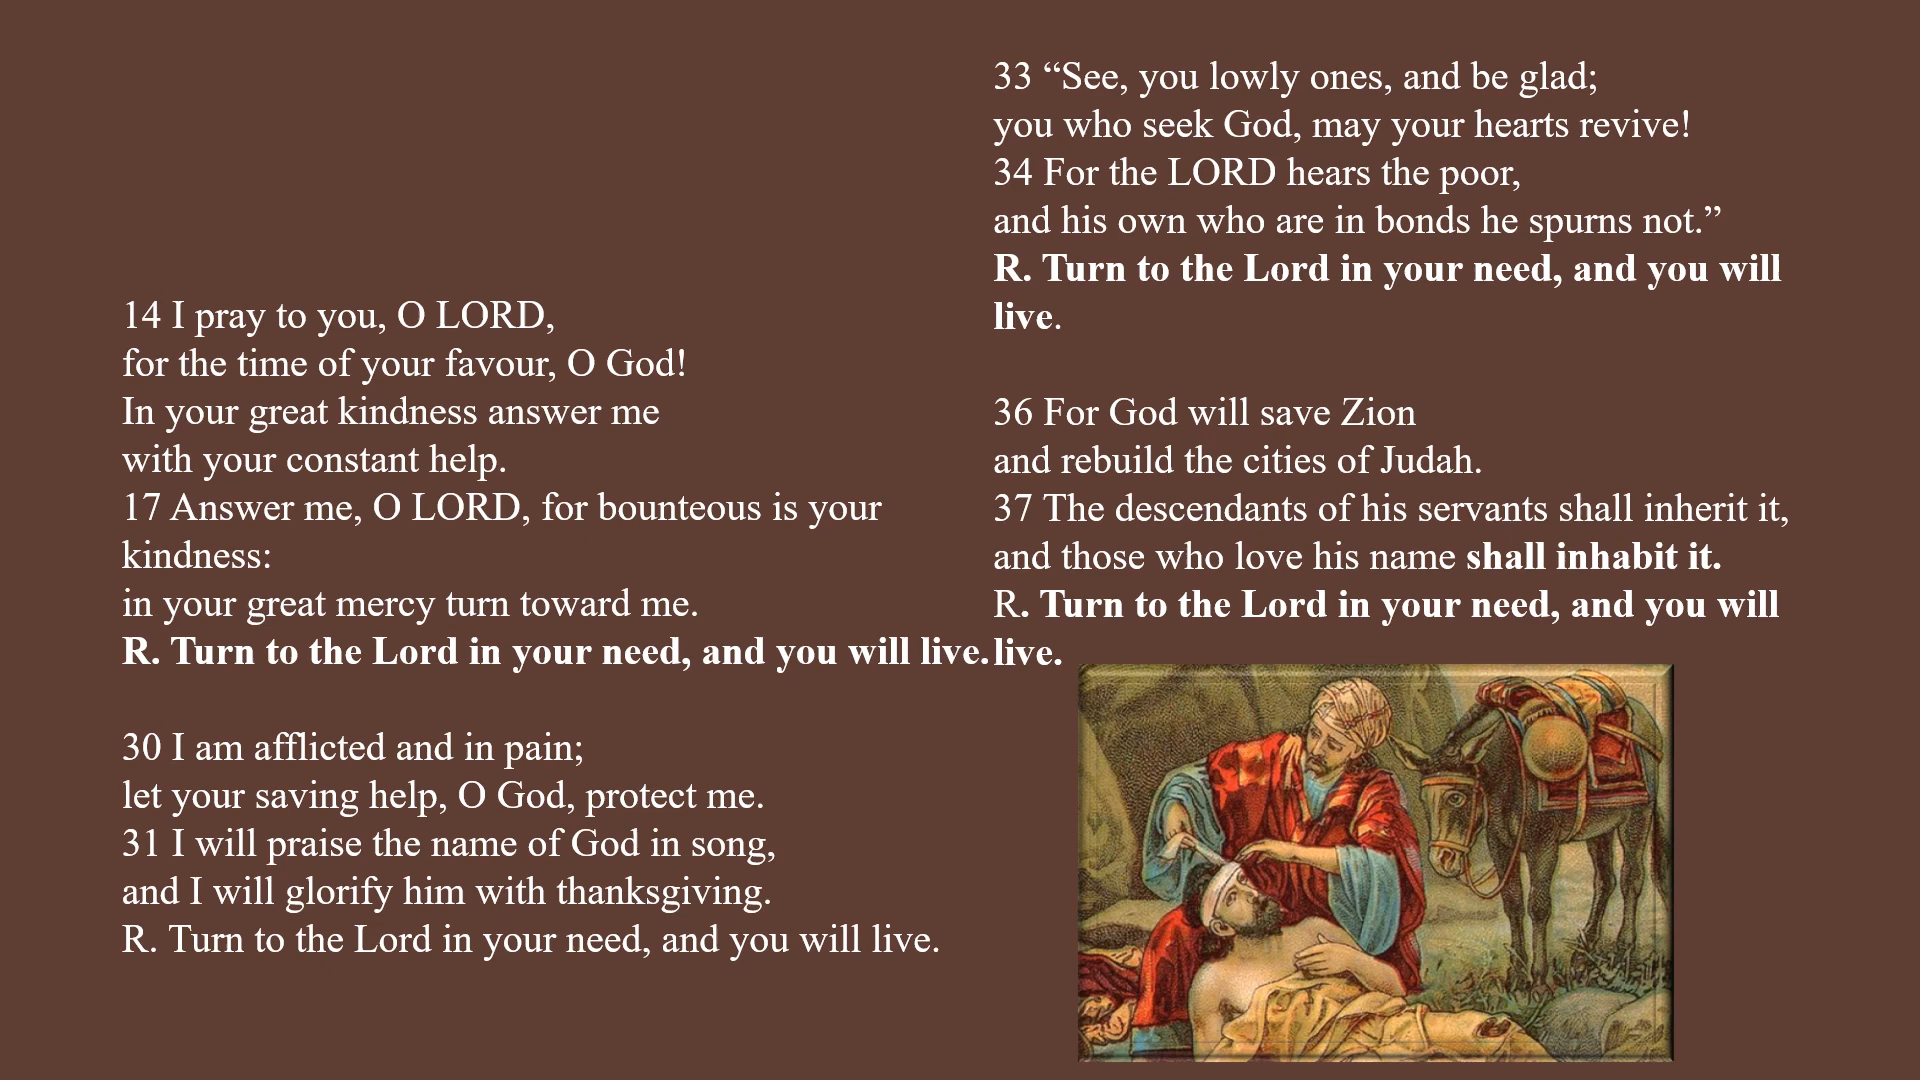 14 I pray to you, O LORD,
for the time of your favour, O God!
In your great kindness answer me
with your constant help.
17 Answer me, O LORD, for bounteous is your
kindness:
in your great mercy turn toward me.
R. Turn to the Lord in your need, and you will live.
30 I am afflicted and in pain;
let your saving help, O God, protect me.
31 I will praise the name of God in song,
and I will glorify him with thanksgiving.
R. Turn to the Lord in your need, and you will live.
33 “See, you lowly ones, and be glad;
you who seek God, may your hearts revive!
34 For the LORD hears the poor,
and his own who are in bonds he spurns not.”
R. Turn to the Lord in your need, and you will
live.
36 For God will save Zion
and rebuild the cities of Judah.
37 The descendants of his servants shall inherit it,
and those who love his name shall inhabit it.
R. Turn to the Lord in your need, and you will
live.